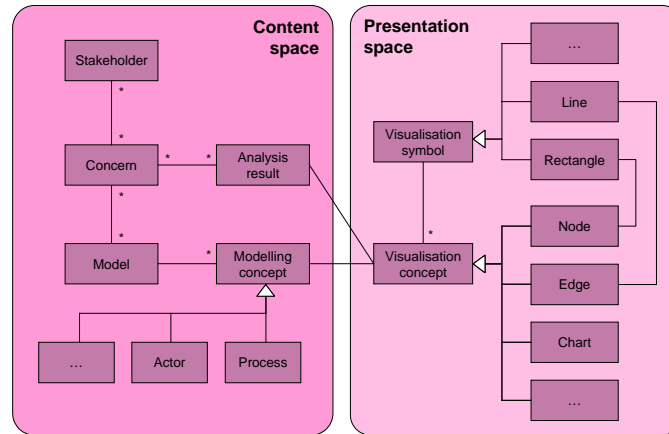 Content
space
Presentation
space
Stakeholder
*
*
Concern
*
*
Analysis
result
*
*
Model
*
Modelling
concept
…
Actor
Process
Visualisation
symbol
*
Visualisation
concept
…
Line
Rectangle
Node
Edge
Chart
…